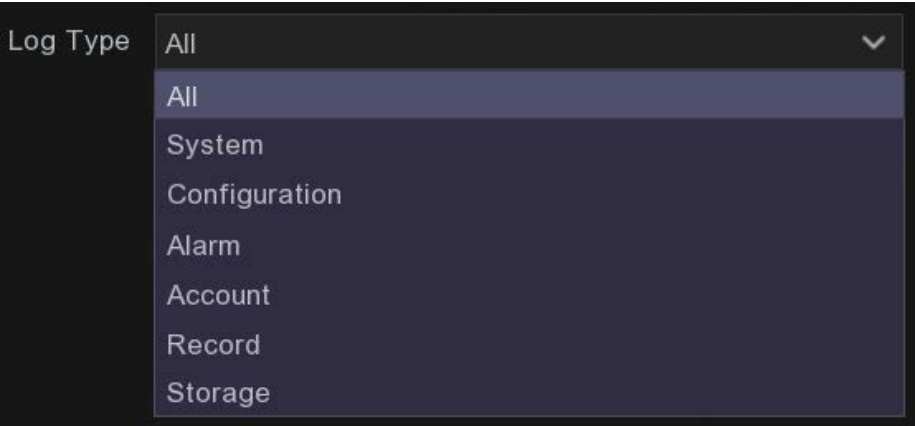 Log Type All
All
System
Configuration
Alarm
Account
Record
Storage